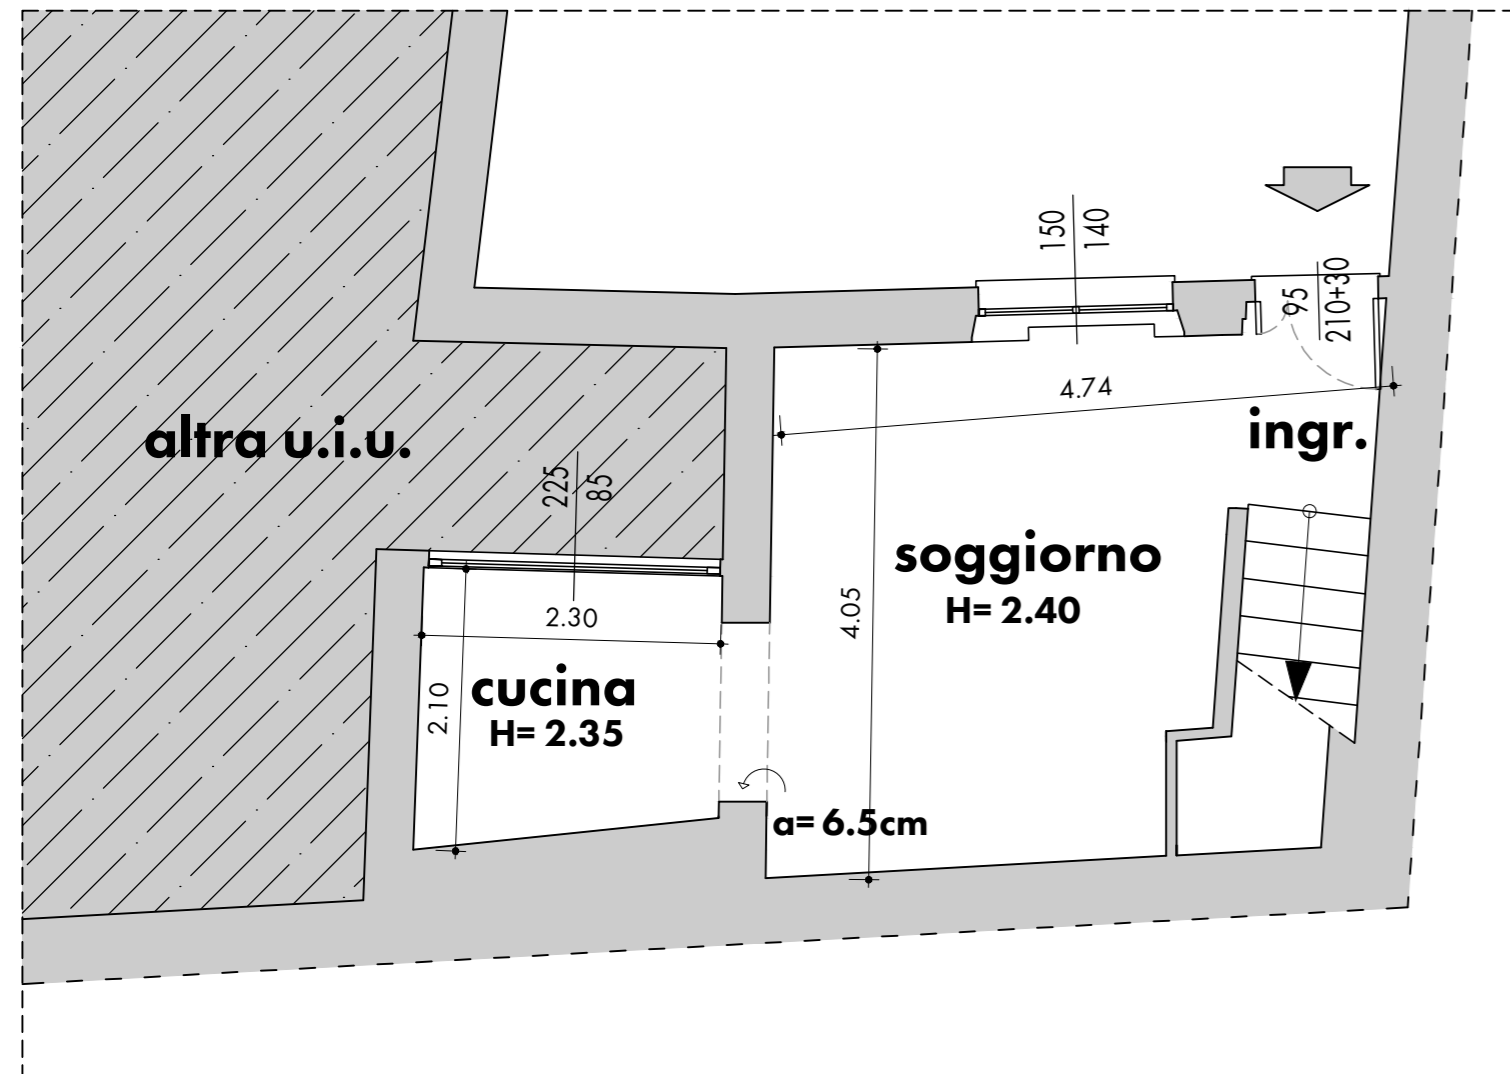 150
140
95
210+30
4.74
altra u.i.u.
ingr.
225
85
soggiorno
H= 2.40
4.05
2.30
cucina
H= 2.35
2.10
a= 6.5cm